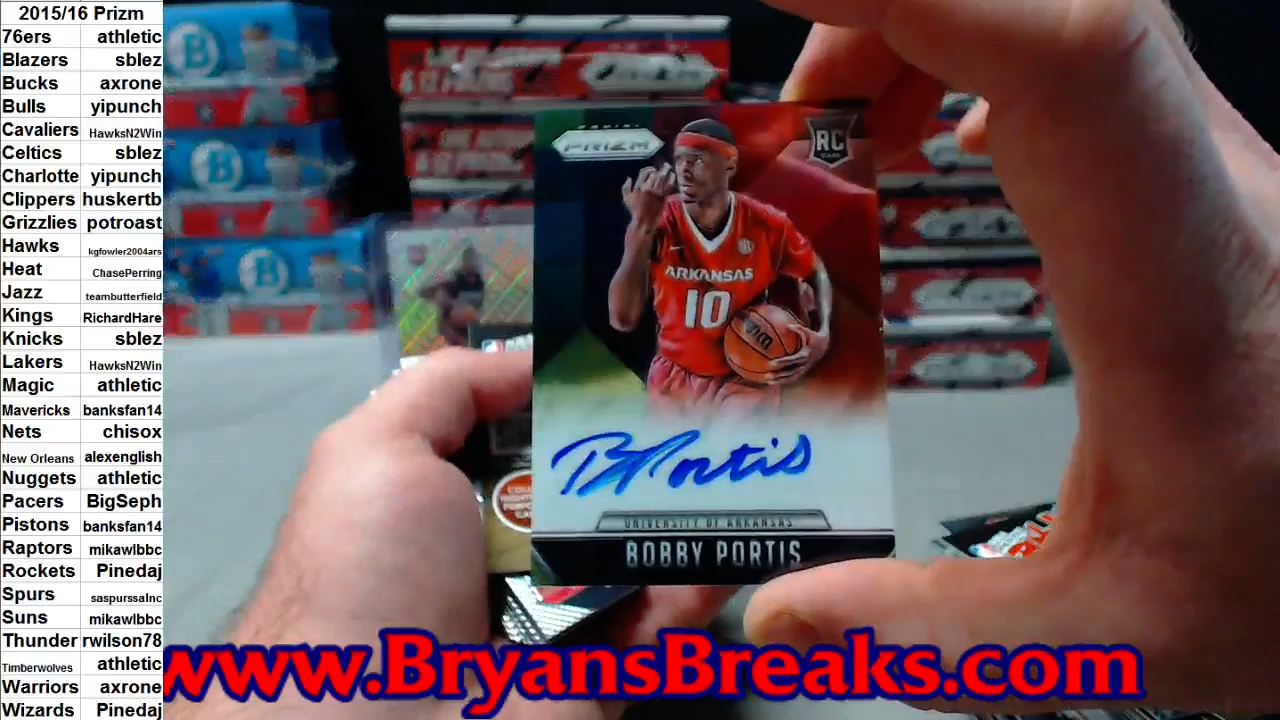 2015/16 Prizm
76ers athletic
Blazers sblez
Bucks axrone
Bulls yipunch
Cavaliers HawksN2Win
Celtics sblez
Charlotte yipunch
Clippers huskertb
Grizzlies potroast
Hawks kgfowler2004ars
Heat ChasePerring
Jazz teambutterfield
Kings RichardHare
Knicks sblez
Lakers HawksN2Win
Magic athletic
Mavericks banksfan14
Nets chisox
New Orleans alexenglish
Nuggets athletic
Pacers BigSeph
Pistons banksfan14
Raptors mikawlbbc
Rockets Pinedaj
Spurs saspurssaInc
Suns mikawlbbc
Thunder rwilson78
Timberwolves athletic
Warriors axrone
Wizards Pinedaj
PANINI
PRIZM
RC
ARKANSAS
10
B Portis
UNIVERSITY OF ARKANSAS
BOBBY PORTIS
www.BryansBreaks.com